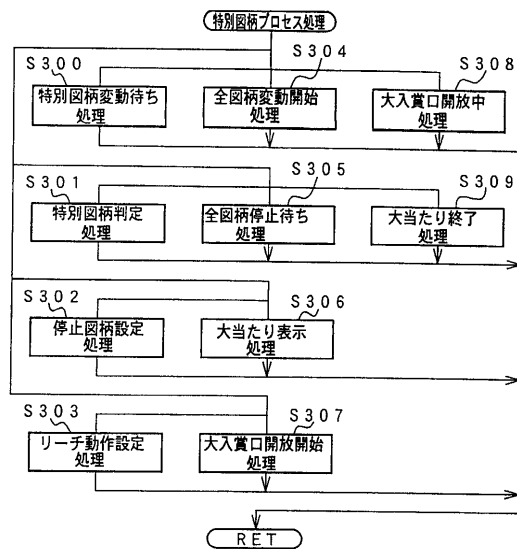 特別図柄プロセス処理
S300
特別図柄変動待ち
処理
S304
全図柄変動開始
処理
S308
大入賞口開放中
処理
S301
特別図柄判定
処理
S305
全図柄停止待ち
処理
S309
大当たり終了
処理
S302
停止図柄設定
処理
S306
大当たり表示
処理
S303
リーチ動作設定
処理
S307
大入賞口開放開始
処理
RET